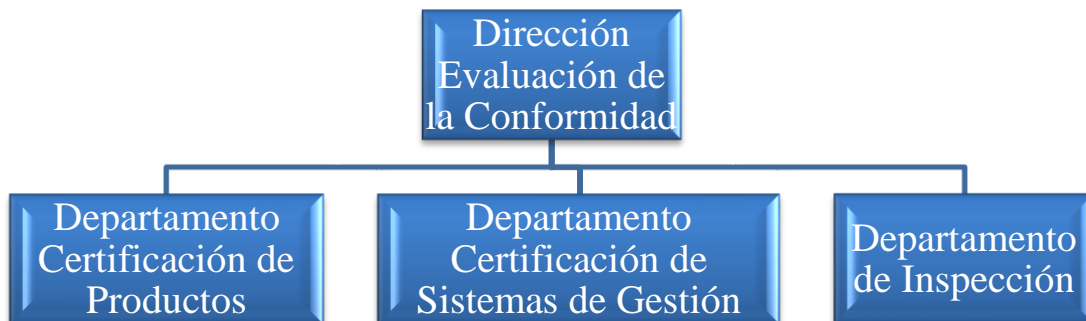 Dirección
Evaluación de
la Conformidad
Departamento
Certificación de
Productos
Departamento
Certificación de
Sistemas de Gestión
Departamento
de Inspección